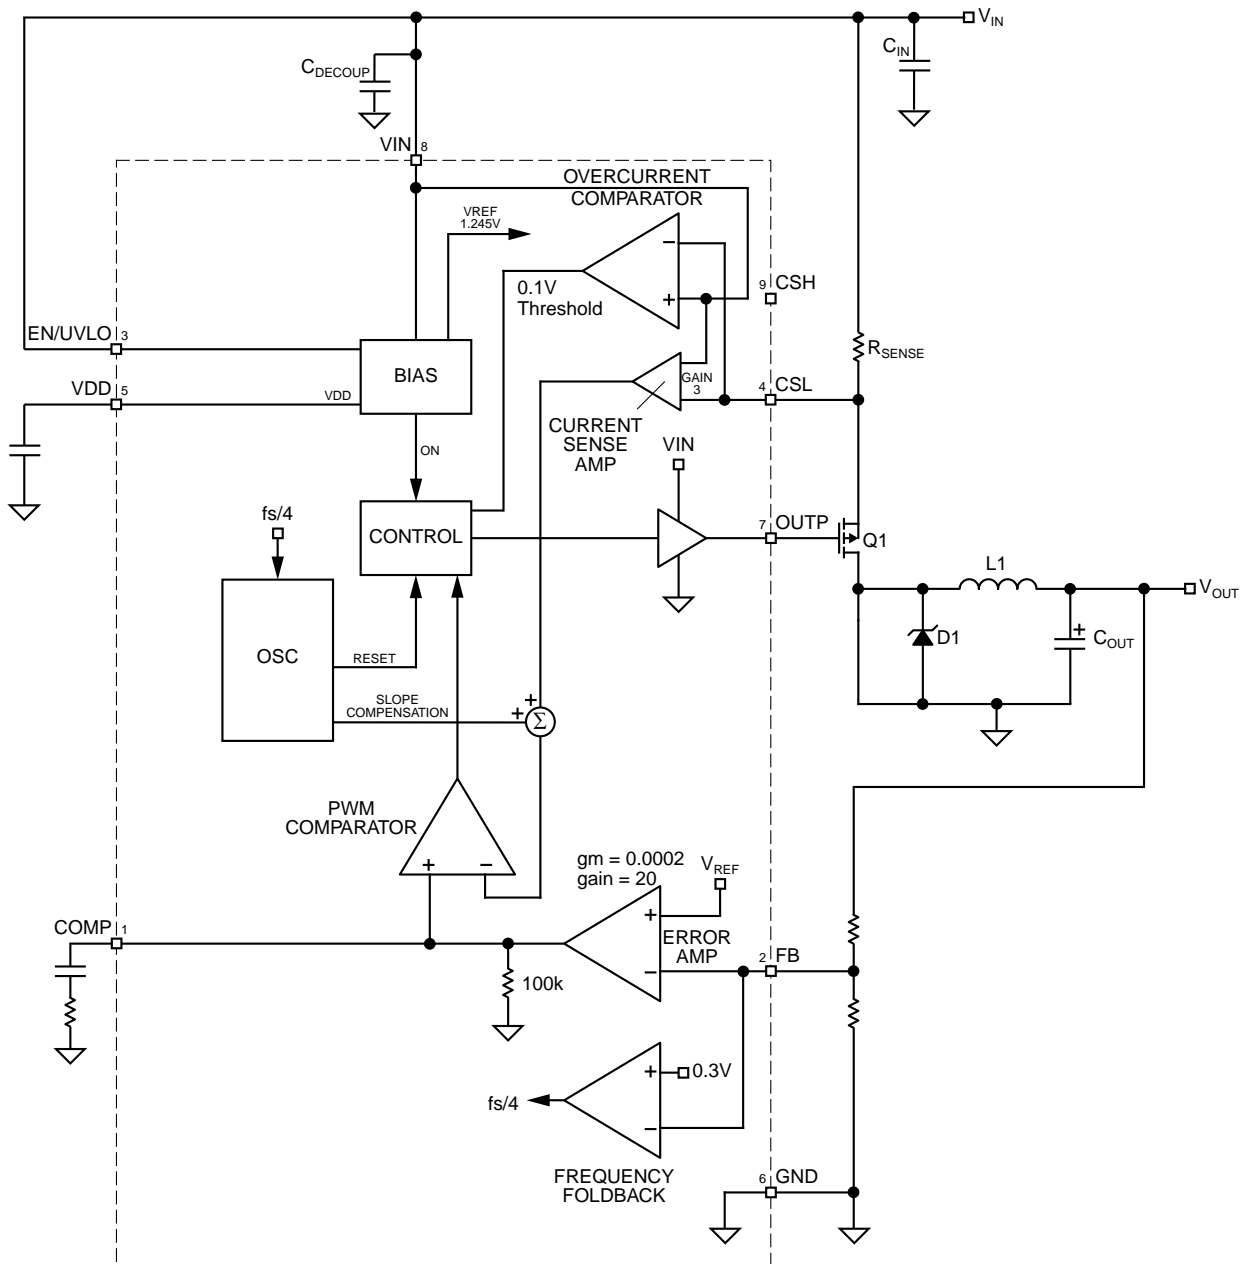 VIN
CIN
CDECOUP
VIN 8
OVERCURRENT
COMPARATOR
VREF
1.245V
−
+
0.1V
Threshold
9 CSH
EN/UVLO 3
RSENSE
BIAS
VDD 5
VDD
GAIN
3
4 CSL
CURRENT
SENSE
AMP
ON
VIN
fs/4
CONTROL
7 OUTP
Q1
L1
VOUT
OSC
D1
+
COUT
RESET
SLOPE
COMPENSATION
+
+
Σ
PWM
COMPARATOR
+ −
gm = 0.0002
gain = 20
VREF
+
ERROR
AMP
−
COMP 1
2 FB
100k
+
0.3V
fs/4
−
FREQUENCY
FOLDBACK
6 GND